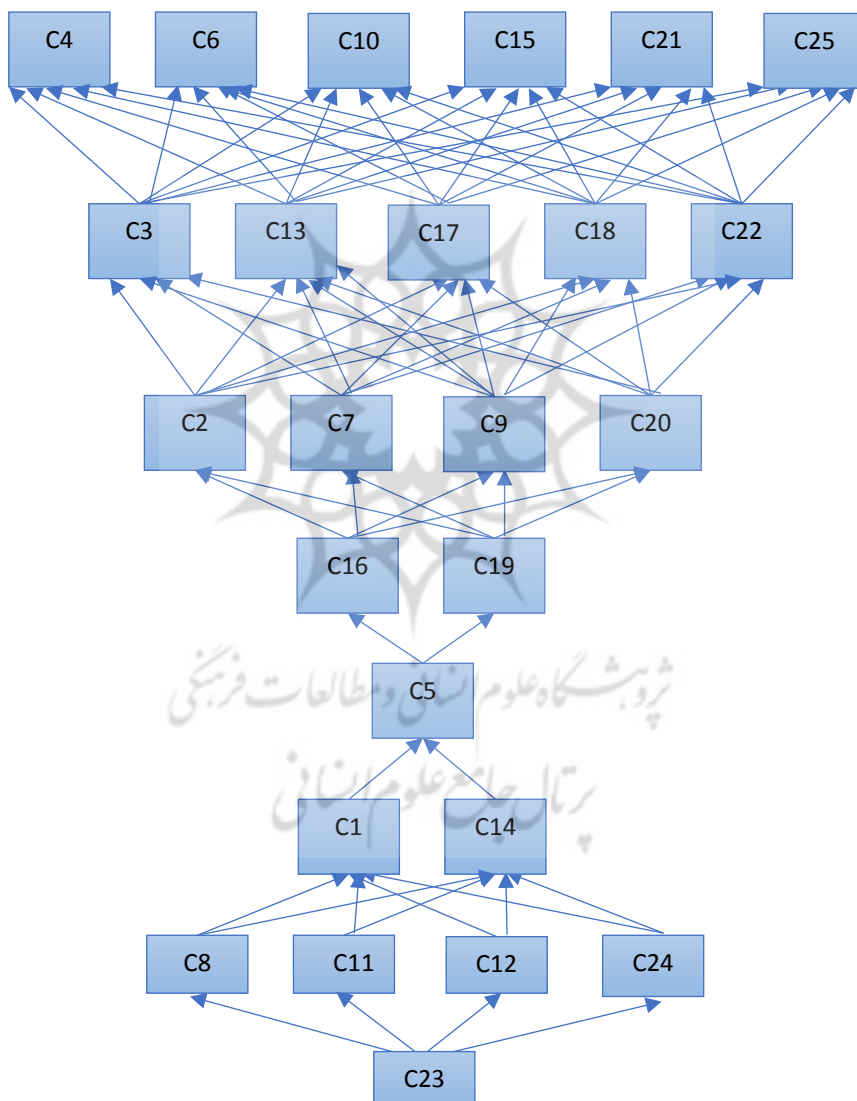 C4 C6 C10 C15 C21 C25
C3 C13 C17 C18 C22
C2 C7 C9 C20
C16 C19
C5
پژوهشگاه علوم انسانی و مطالعات فرهنگی
پرتال جامع علوم انسانی
C1 C14
C8 C11 C12 C24
C23